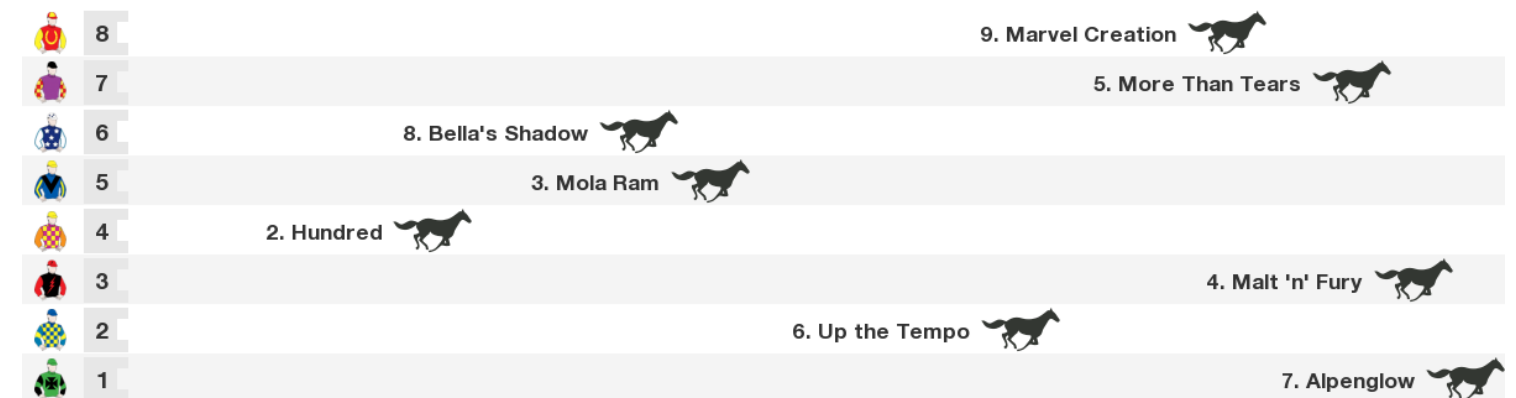 8 9. Marvel Creation
7 5. More Than Tears
6 8. Bella's Shadow
5 3. Mola Ram
4 2. Hundred
3 4. Malt 'n' Fury
2 6. Up the Tempo
1 7. Alpenglow